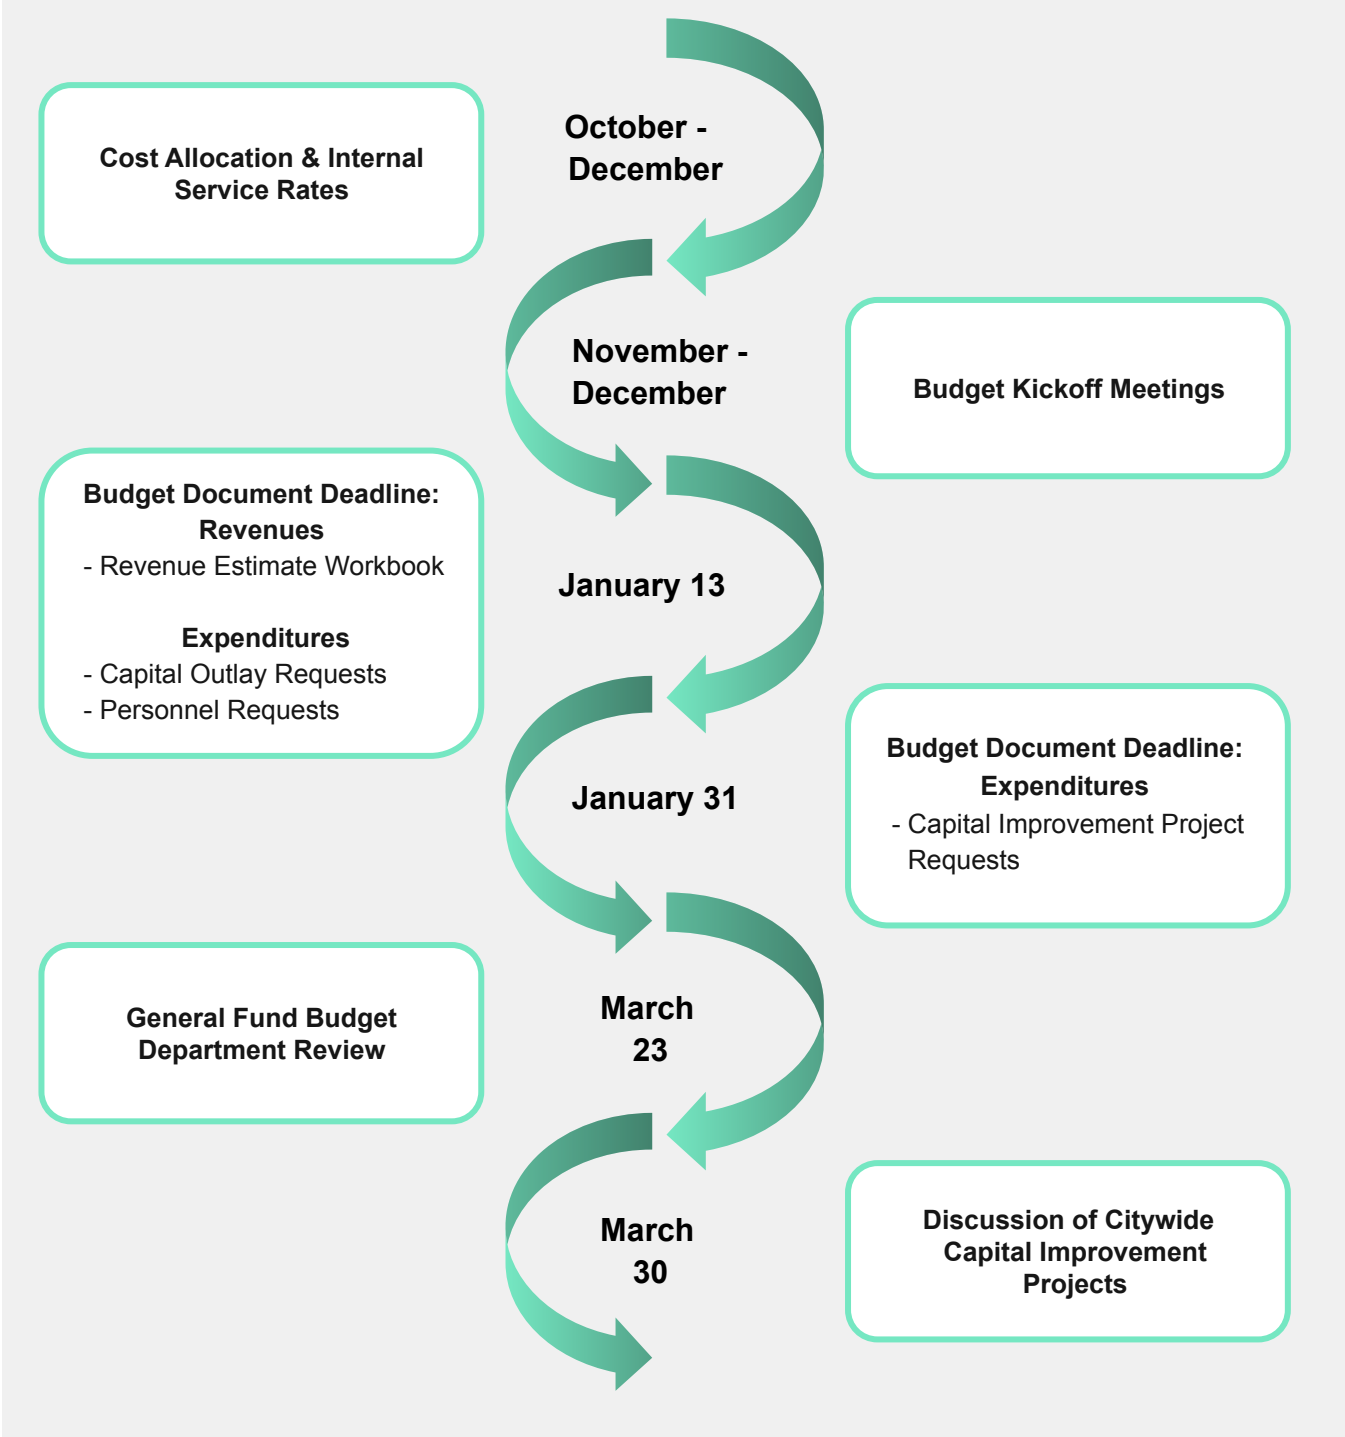 October -
December
Cost Allocation & Internal
Service Rates
November -
December
Budget Kickoff Meetings
January 13
Budget Document Deadline:
Revenues
- Revenue Estimate Workbook
Expenditures
- Capital Outlay Requests
- Personnel Requests
January 31
Budget Document Deadline:
Expenditures
- Capital Improvement Project
Requests
March
23
General Fund Budget
Department Review
March
30
Discussion of Citywide
Capital Improvement
Projects